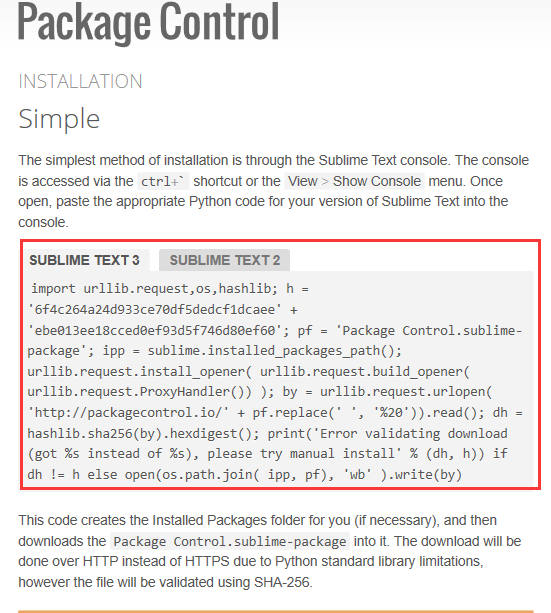 Package Control
INSTALLATION
Simple
The simplest method of installation is through the Sublime Text console. The console
is accessed via the ctrl+` shortcut or the View > Show Console menu. Once
open, paste the appropriate Python code for your version of Sublime Text into the
console.
SUBLIME TEXT 3 SUBLIME TEXT 2
import urllib.request,os,hashlib; h =
'6f4c264a24d933ce70df5dedcf1dcaee' +
'ebe013ee18cced0ef93d5f746d80ef60'; pf = 'Package Control.sublime-
package'; ipp = sublime.installed_packages_path();
urllib.request.install_opener( urllib.request.build_opener(
urllib.request.ProxyHandler()) ); by = urllib.request.urlopen(
'http://packagecontrol.io/' + pf.replace(' ', '%20')).read(); dh =
hashlib.sha256(by).hexdigest(); print('Error validating download
(got %s instead of %s), please try manual install' % (dh, h)) if
dh != h else open(os.path.join( ipp, pf), 'wb' ).write(by)
This code creates the Installed Packages folder for you (if necessary), and then
downloads the Package Control.sublime-package into it. The download will be
done over HTTP instead of HTTPS due to Python standard library limitations,
however the file will be validated using SHA-256.